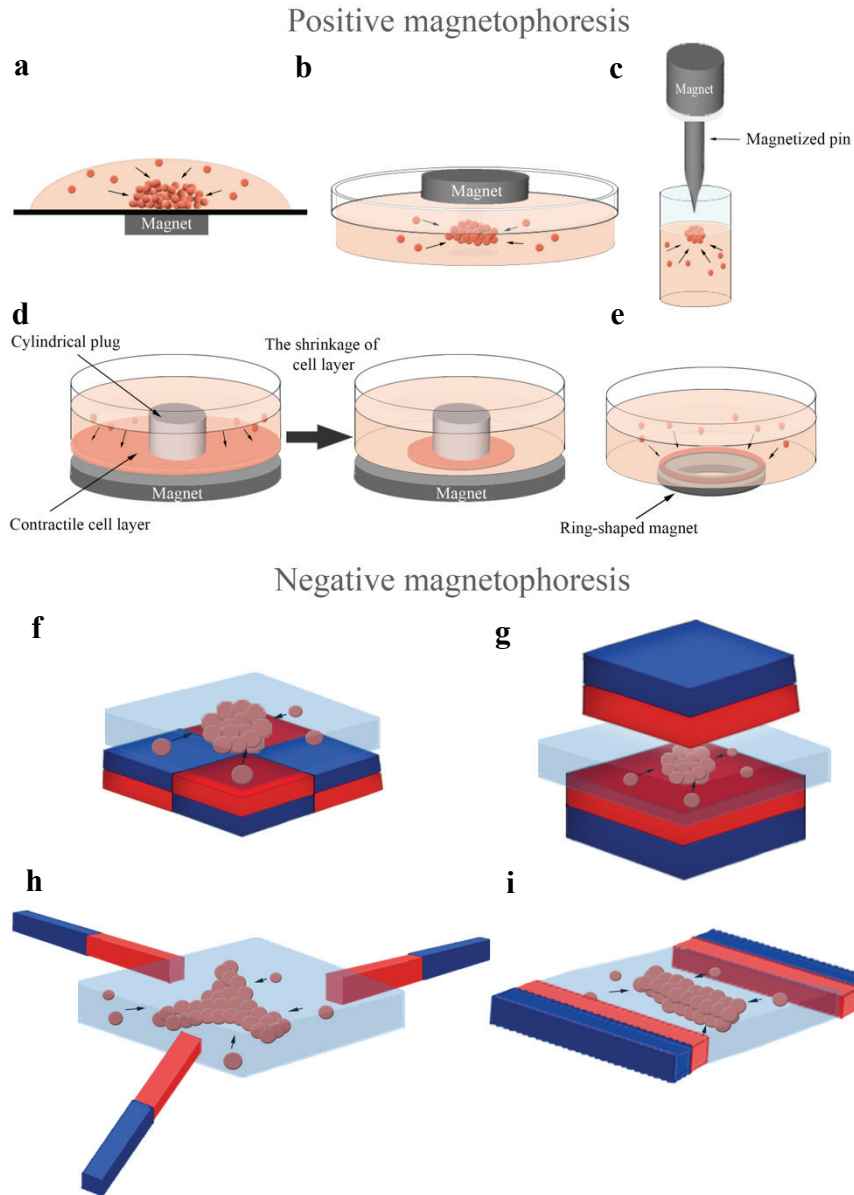 Positive magnetophoresis
a
b
c
Magnet
Magnetized pin
Magnet
Magnet
d
e
Cylindrical plug
The shrinkage of
cell layer
Magnet
Magnet
Contractile cell layer
Ring-shaped magnet
Negative magnetophoresis
f
g
h
i